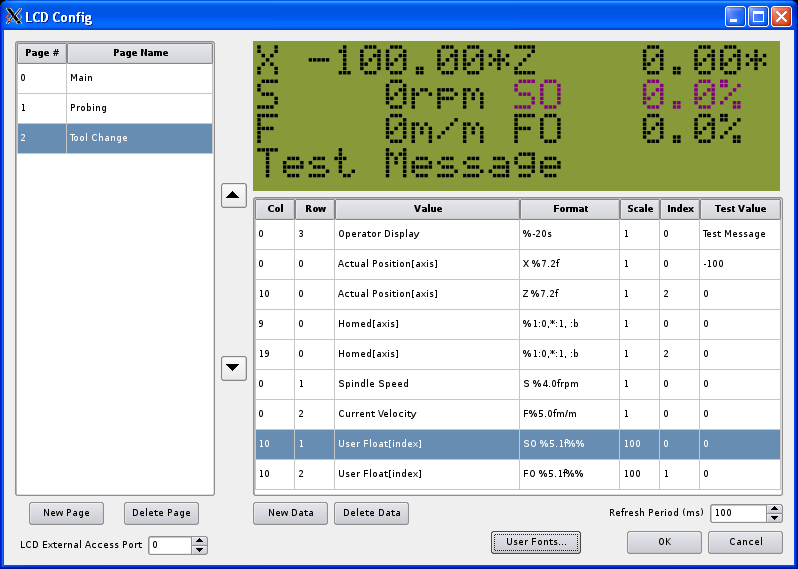 LCD Config
Page # Page Name
0 Main
1 Probing
2 Tool Change
X -100.00*Z 0.00*
S 0rpm SO 0.0%
F 0m/m FO 0.0%
Test Message
Col Row Value Format Scale Index Test Value
0 3 Operator Display %-20s 1 0 Test Message
0 0 Actual Position[axis] X %7.2f 1 0 -100
10 0 Actual Position[axis] Z %7.2f 1 2 0
9 0 Homed[axis] %1:0,*:1, :b 1 0 0
19 0 Homed[axis] %1:0,*:1, :b 1 2 0
0 1 Spindle Speed S %4.0frpm 1 0 0
0 2 Current Velocity F%5.0fm/m 1 0 0
10 1 User Float[index] SO %5.1f%% 100 0 0
10 2 User Float[index] FO %5.1f%% 100 1 0
New Page Delete Page New Data Delete Data Refresh Period (ms) 100
LCD External Access Port 0 User Fonts... OK Cancel